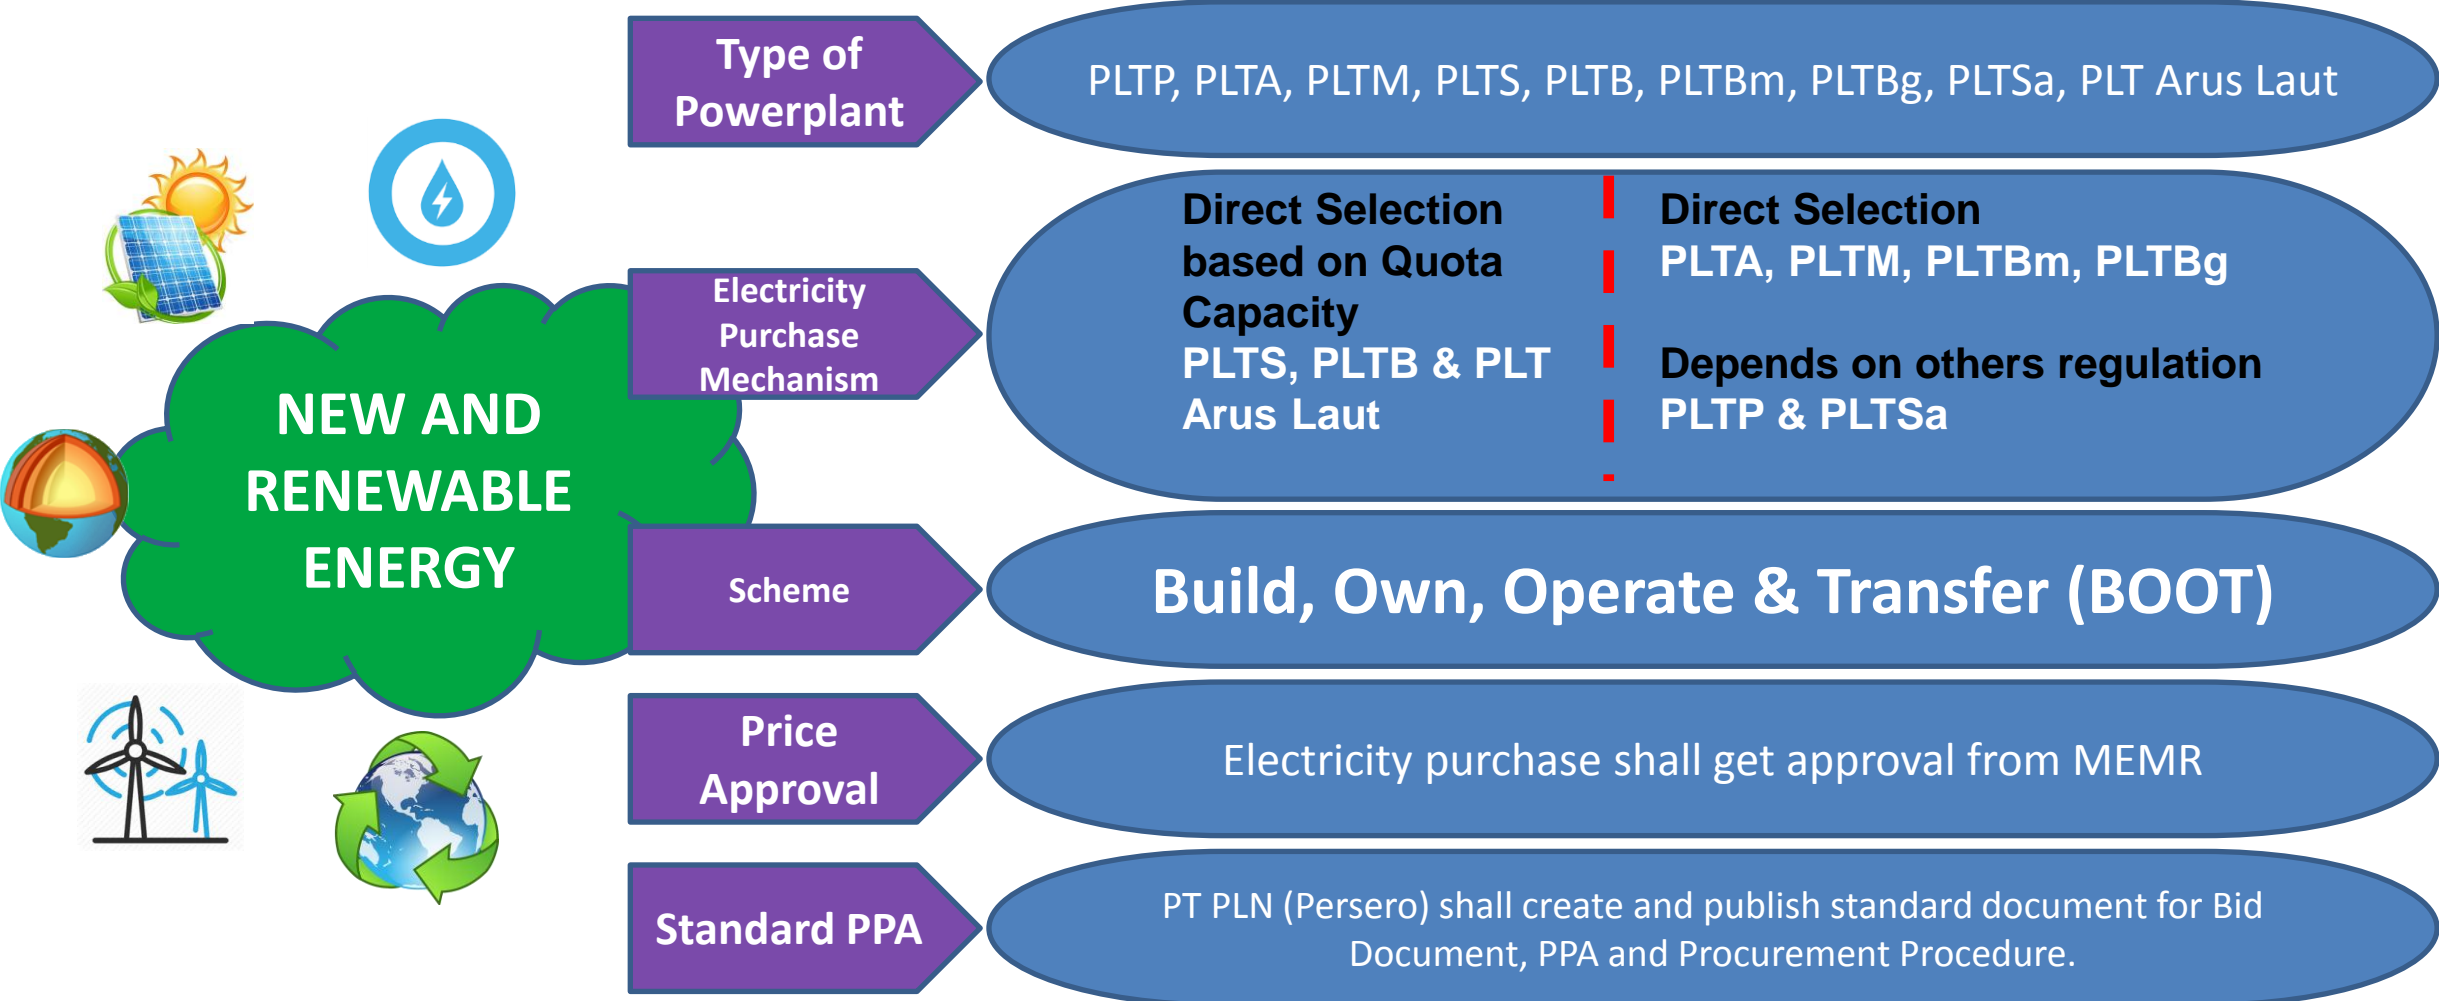 Type of
Powerplant
PLTP, PLTA, PLTM, PLTS, PLTB, PLTBm, PLTBg, PLTSa, PLT Arus Laut
NEW AND
RENEWABLE
ENERGY
Electricity
Purchase
Mechanism
Direct Selection
based on Quota
Capacity
PLTS, PLTB & PLT
Arus Laut
Direct Selection
PLTA, PLTM, PLTBm, PLTBg
Depends on others regulation
PLTP & PLTSa
Scheme
Build, Own, Operate & Transfer (BOOT)
Price
Approval
Electricity purchase shall get approval from MEMR
Standard PPA
PT PLN (Persero) shall create and publish standard document for Bid
Document, PPA and Procurement Procedure.